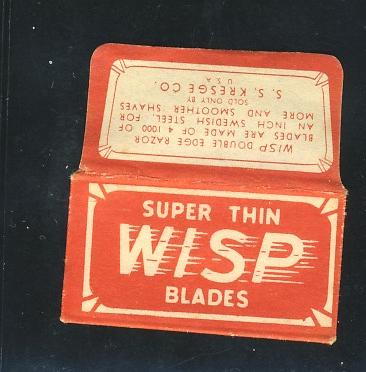 WISP DOUBLE EDGE RAZOR
BLADES ARE MADE OF 4 1000 OF
AN INCH SWEDISH STEEL, FOR
MORE AND SMOOTHER SHAVES
SOLD ONLY BY
S. S. KRESGE CO.
U S A
SUPER THIN
WISP
BLADES